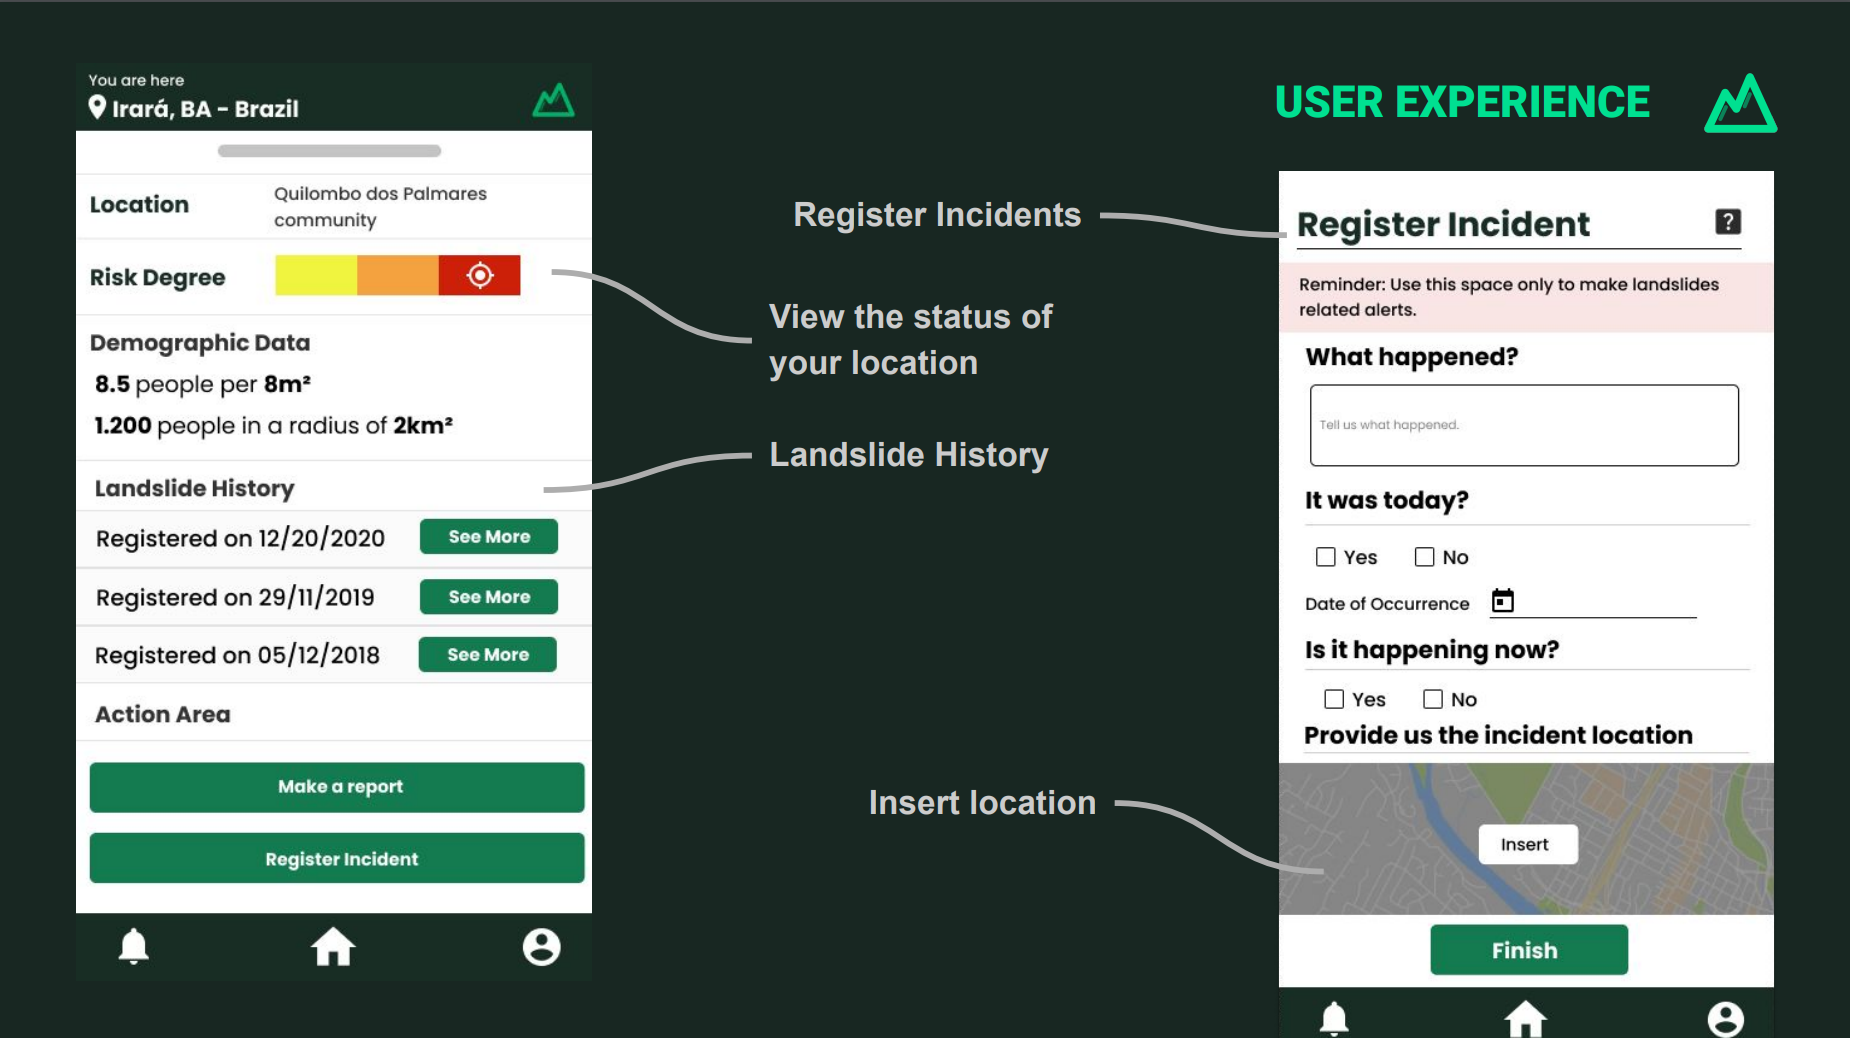 You are here
Irará, BA - Brazil
Location
Quilombo dos Palmares
community
Risk Degree
Demographic Data
8.5 people per 8m²
1.200 people in a radius of 2km²
Landslide History
Registered on 12/20/2020 See More
Registered on 29/11/2019 See More
Registered on 05/12/2018 See More
Action Area
Make a report
Register Incident
Register Incidents
View the status of
your location
Landslide History
Insert location
USER EXPERIENCE
Register Incident ?
Reminder: Use this space only to make landslides
related alerts.
What happened?
Tell us what happened.
It was today?
Yes No
Date of Occurrence
Is it happening now?
Yes No
Provide us the incident location
Insert
Finish